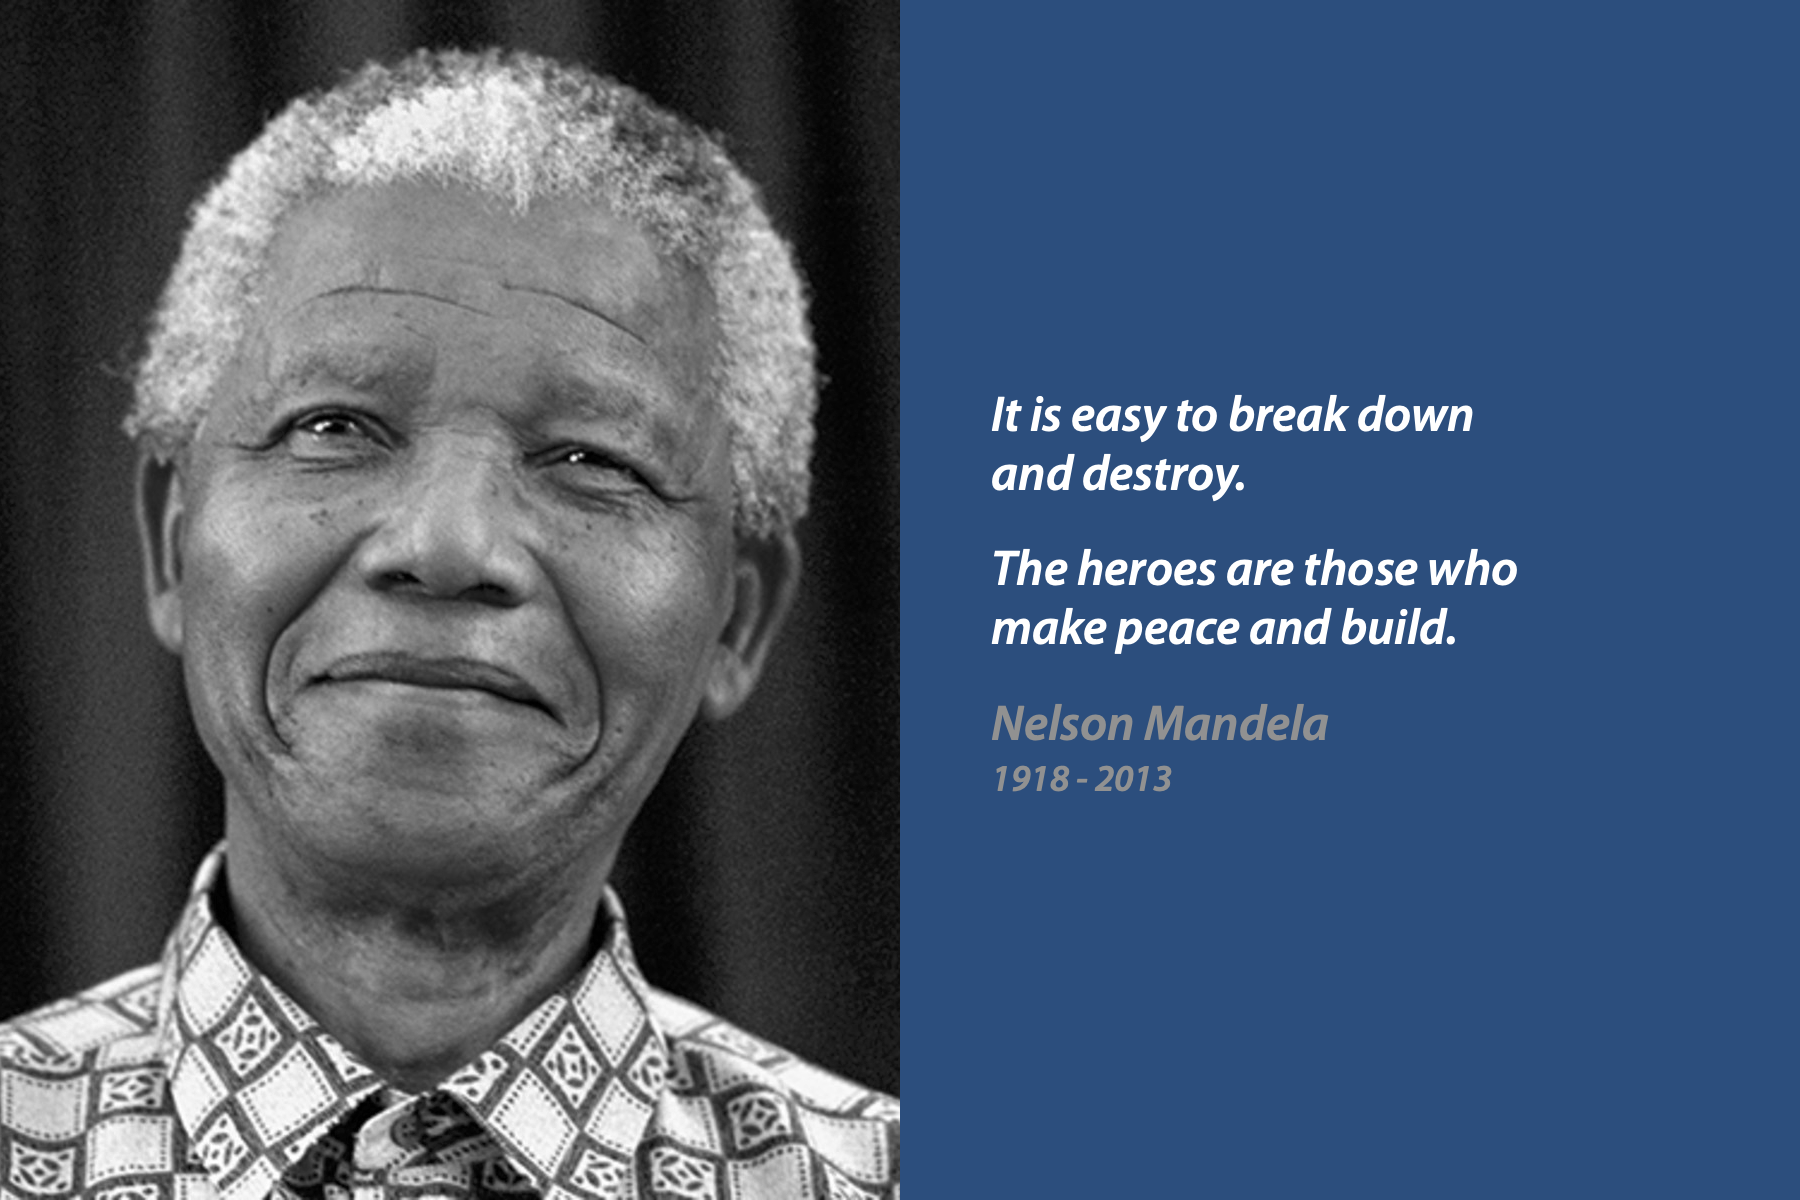 It is easy to break down
and destroy.
The heroes are those who
make peace and build.
Nelson Mandela
1918 - 2013